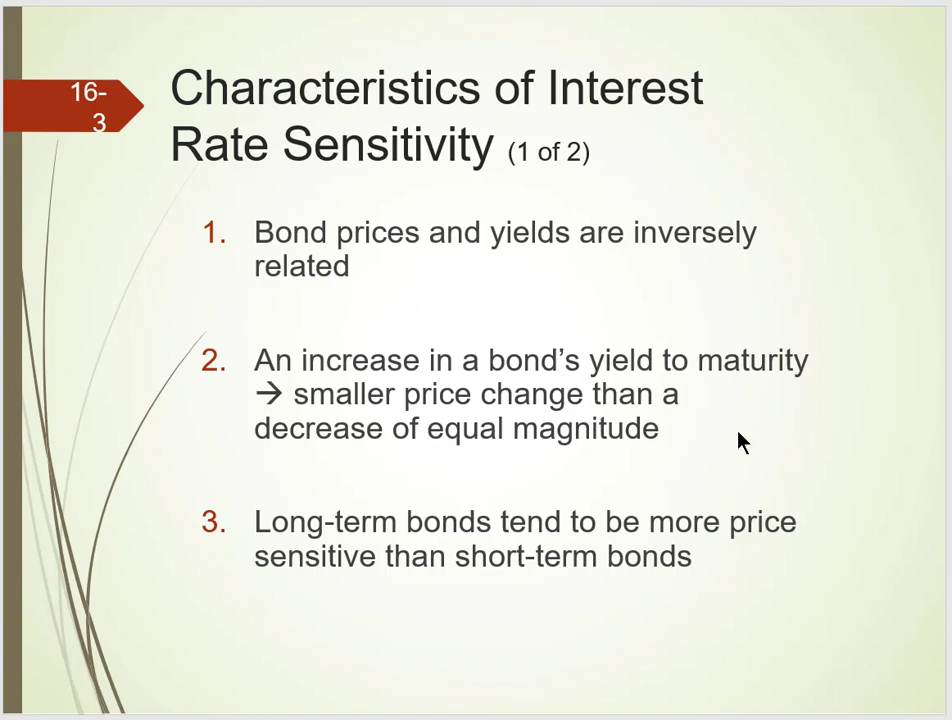 16-
3
Characteristics of Interest
Rate Sensitivity (1 of 2)
1. Bond prices and yields are inversely
related
2. An increase in a bond’s yield to maturity
→ smaller price change than a
decrease of equal magnitude
3. Long-term bonds tend to be more price
sensitive than short-term bonds